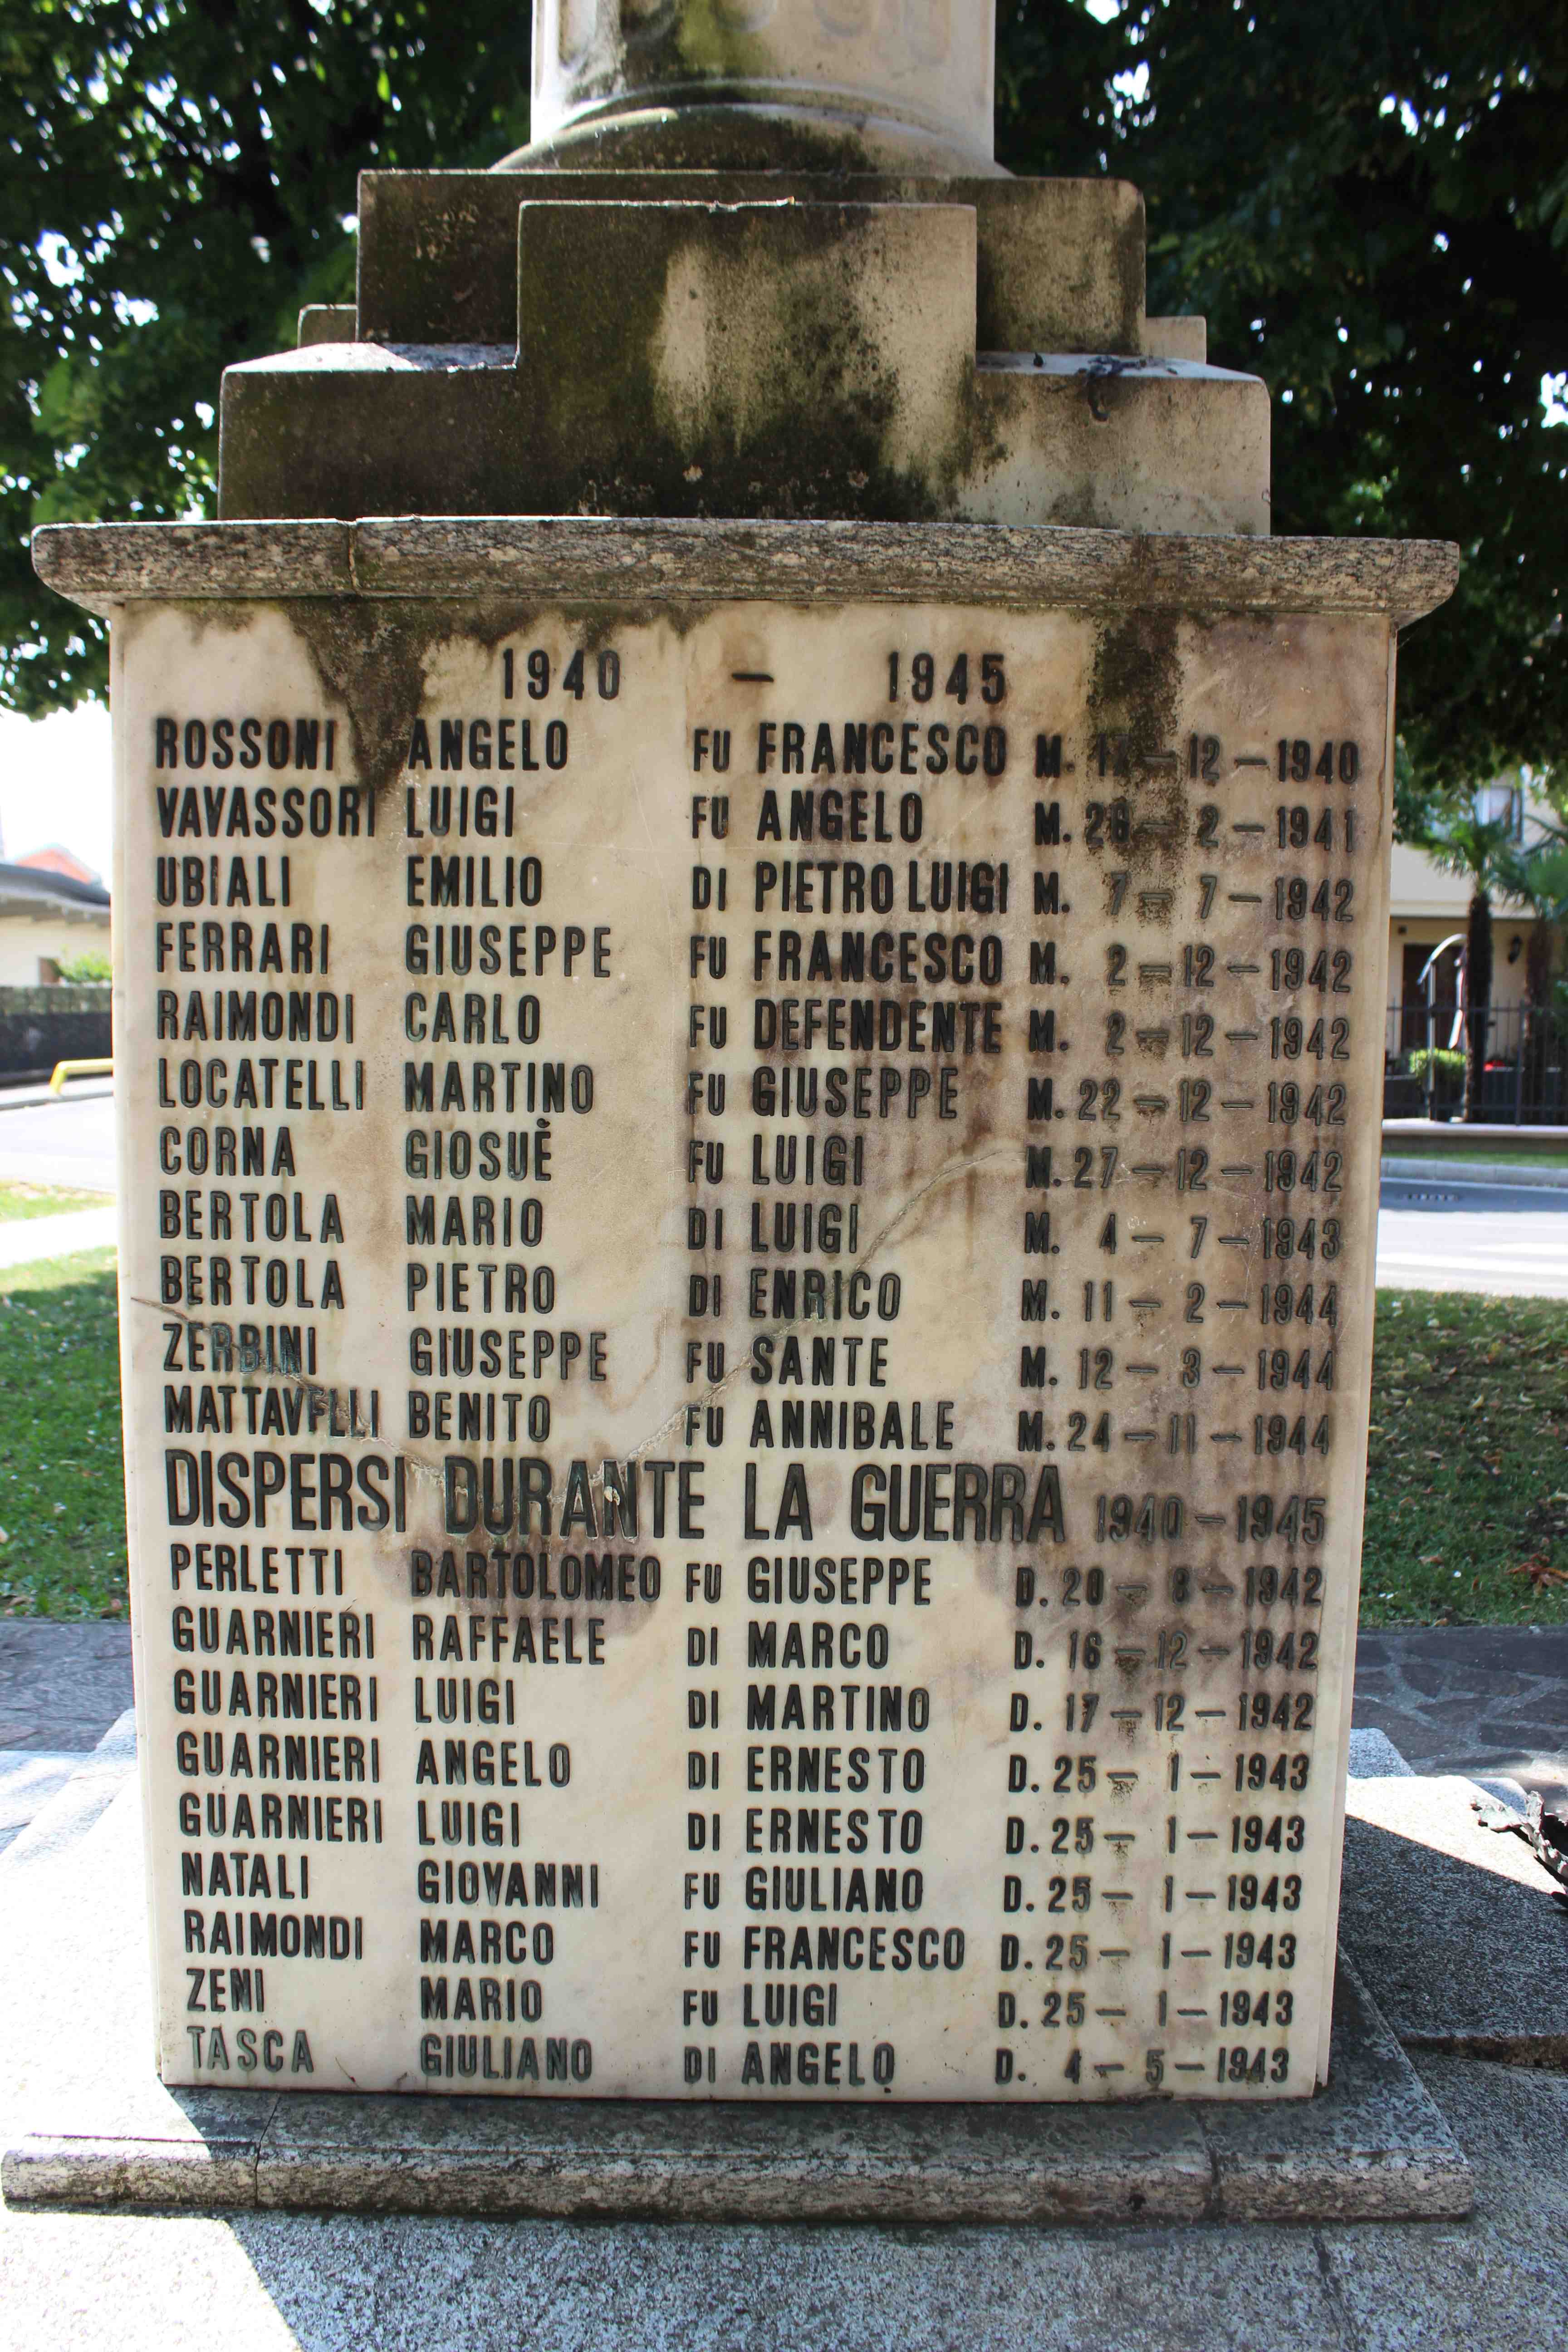 1940 — 1945
ROSSONI ANGELO FU FRANCESCO M. 17-12-1940
VAVASSORI LUIGI FU ANGELO M. 26-2-1941
UBIALI EMILIO DI PIETRO LUIGI M. 7-7-1942
FERRARI GIUSEPPE FU FRANCESCO M. 2-12-1942
RAIMONDI CARLO FU DEFENDENTE M. 2-12-1942
LOCATELLI MARTINO FU GIUSEPPE M. 22-12-1942
CORNA GIOSUÈ FU LUIGI M. 27-12-1942
BERTOLA MARIO DI LUIGI M. 4-7-1943
BERTOLA PIETRO DI ENRICO M. 11-2-1944
ZERBINI GIUSEPPE FU SANTE M. 12-3-1944
MATTAVELLI BENITO FU ANNIBALE M. 24-11-1944
DISPERSI DURANTE LA GUERRA 1940-1945
PERLETTI BARTOLOMEO FU GIUSEPPE D. 20-8-1942
GUARNIERI RAFFAELE DI MARCO D. 16-12-1942
GUARNIERI LUIGI DI MARTINO D. 17-12-1942
GUARNIERI ANGELO DI ERNESTO D. 25-1-1943
GUARNIERI LUIGI DI ERNESTO D. 25-1-1943
NATALI GIOVANNI FU GIULIANO D. 25-1-1943
RAIMONDI MARCO FU FRANCESCO D. 25-1-1943
ZENI MARIO FU LUIGI D. 25-1-1943
TASCA GIULIANO DI ANGELO D. 4-5-1943